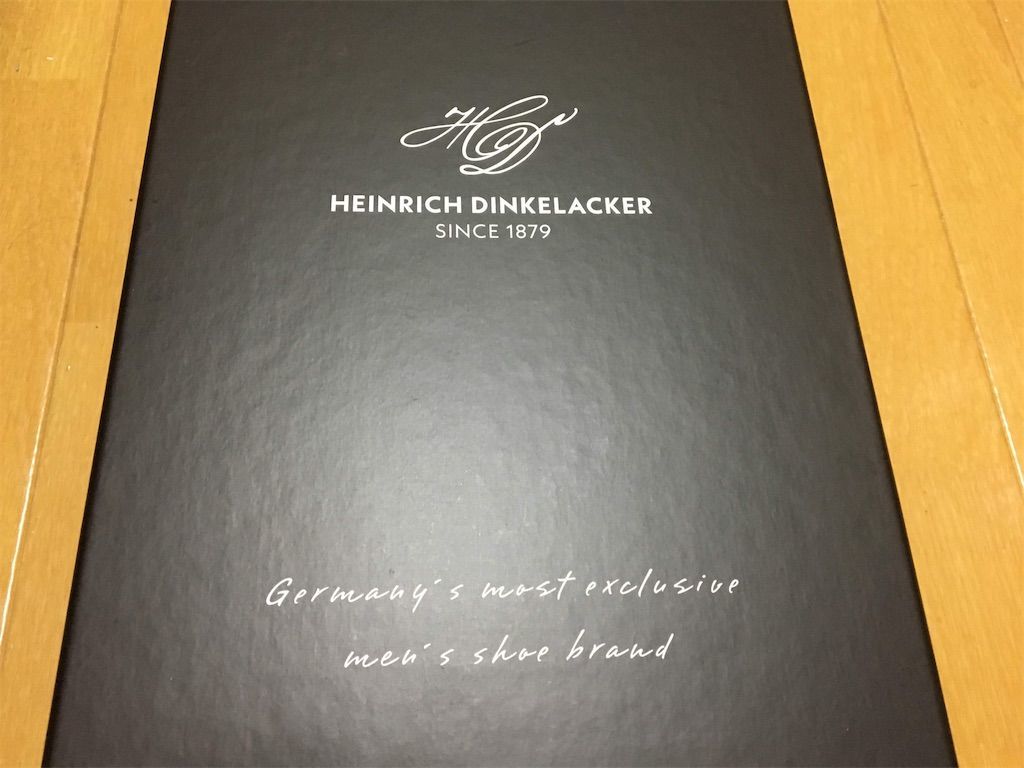 HD
HEINRICH DINKELACKER
SINCE 1879
Germany's most exclusive
men's shoe brand